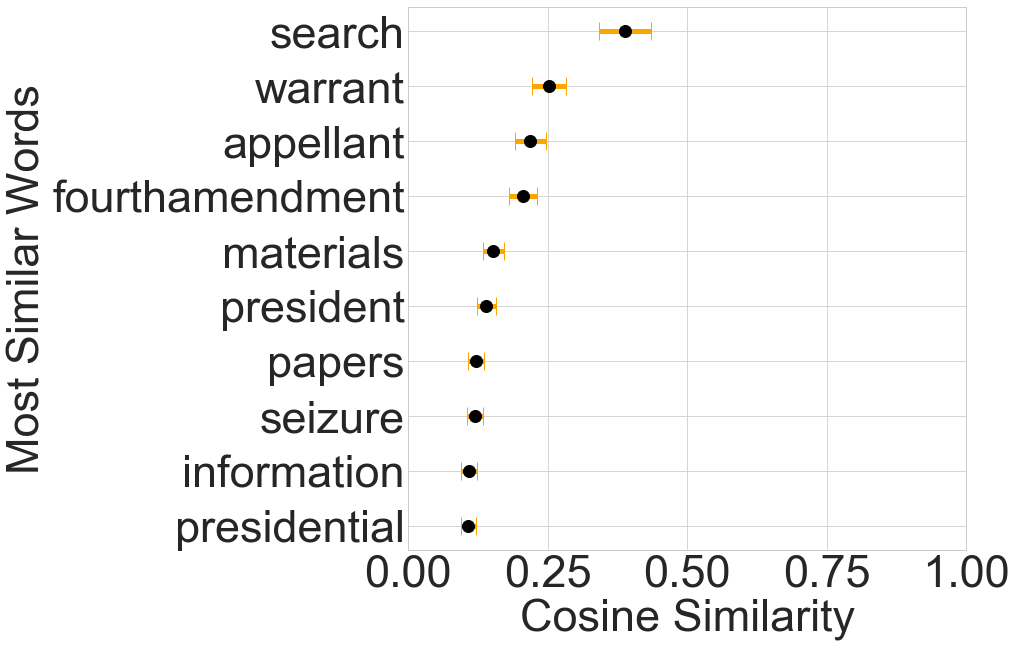 Most Similar Words
search
warrant
appellant
fourthamendment
materials
president
papers
seizure
information
presidential
0.00 0.25 0.50 0.75 1.00
Cosine Similarity